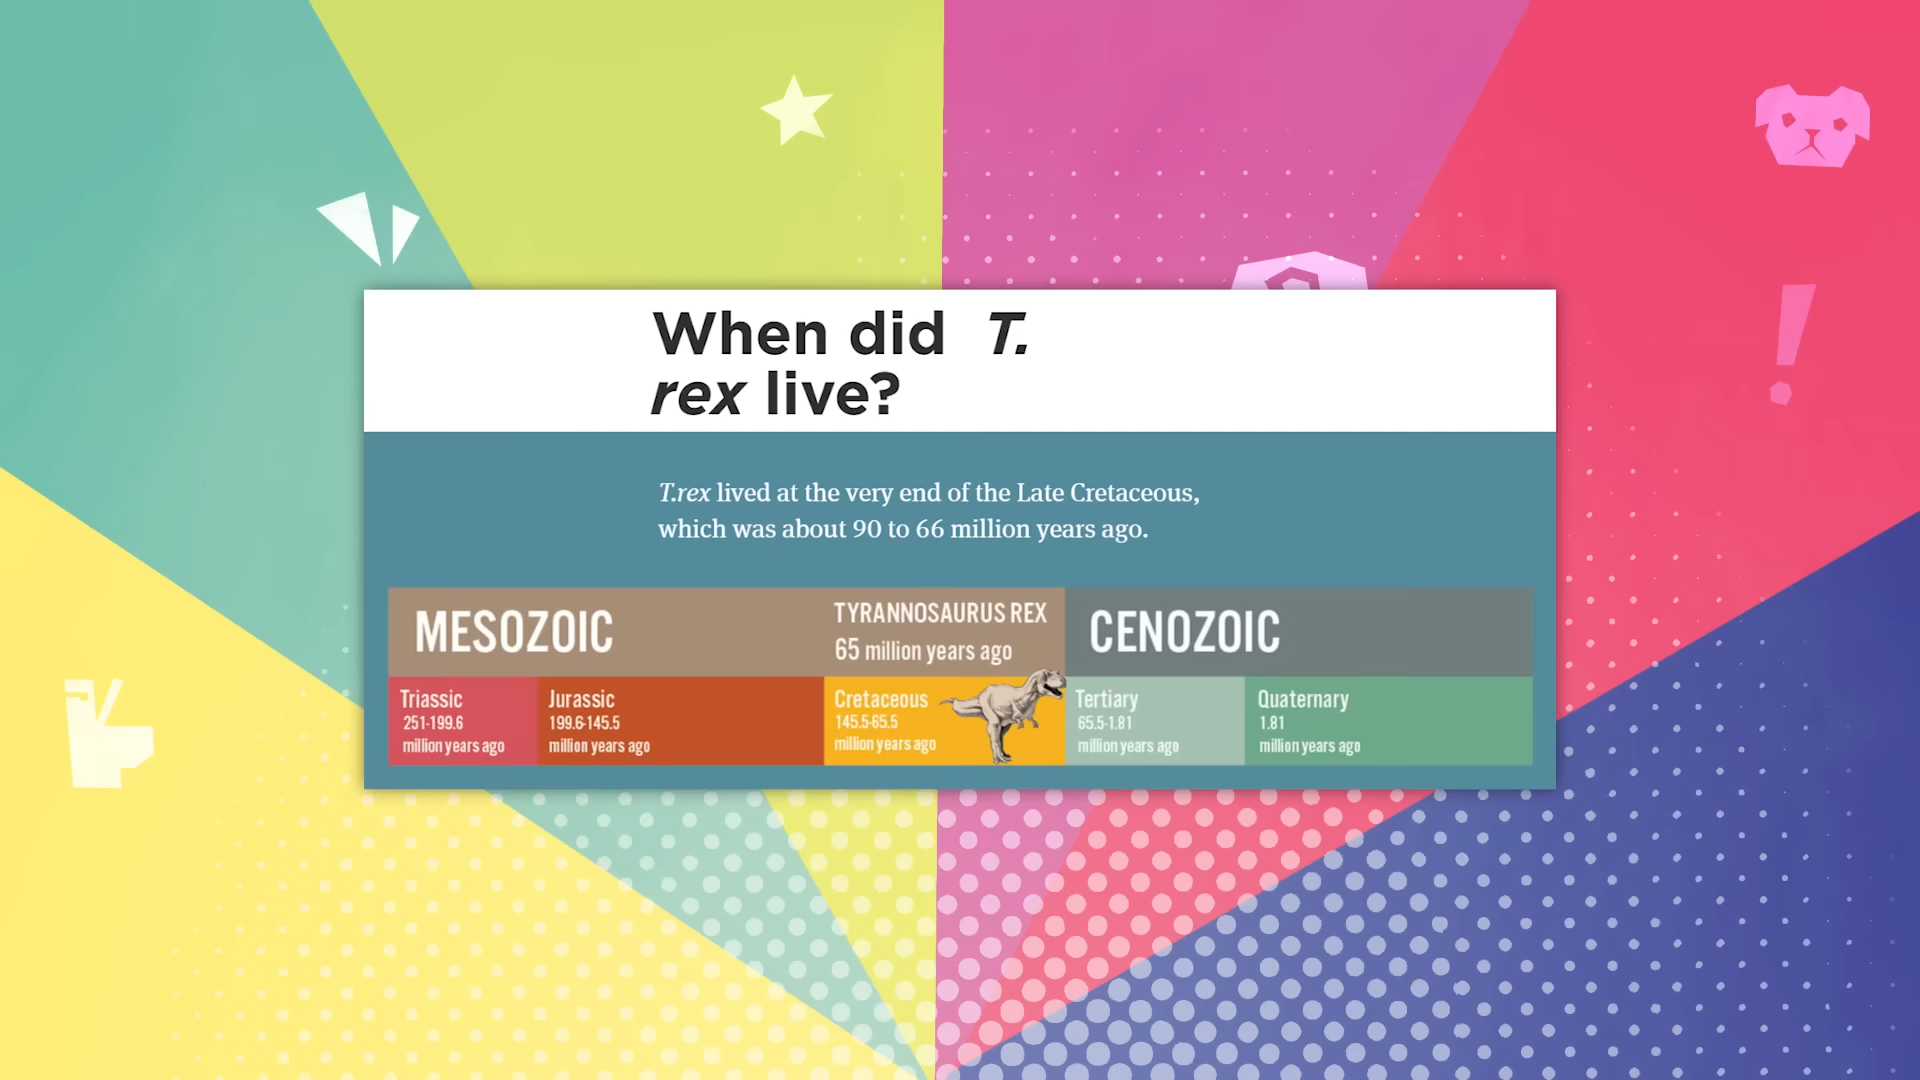 When did T.
rex live?
T.rex lived at the very end of the Late Cretaceous,
which was about 90 to 66 million years ago.
MESOZOIC
TYRANNOSAURUS REX
65 million years ago
CENOZOIC
Triassic
251-199.6
million years ago
Jurassic
199.6-145.5
million years ago
Cretaceous
145.5-65.5
million years ago
Tertiary
65.5-1.81
million years ago
Quaternary
1.81
million years ago
!